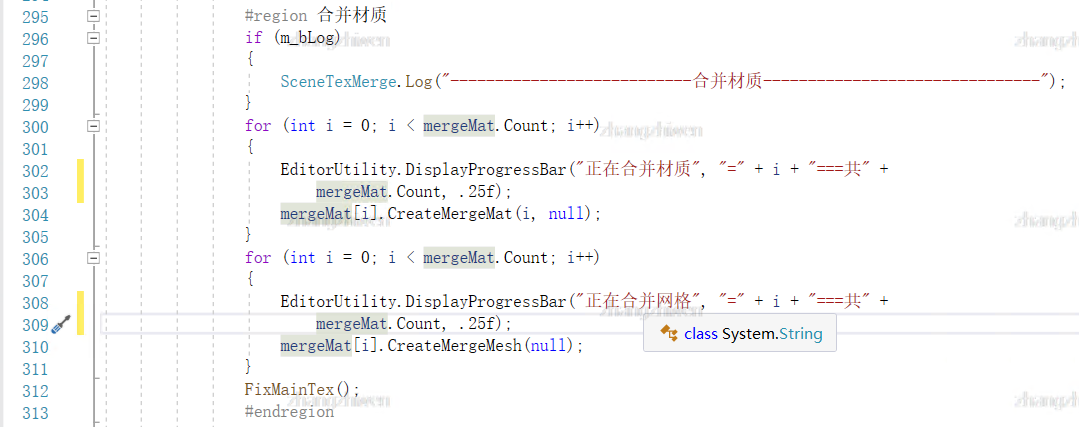 295 #region 合并材质
296 if (m_bLog)
297 {
298 SceneTexMerge.Log("---------------------------合并材质-------------------------------");
299 }
300 for (int i = 0; i < mergeMat.Count; i++)
301 {
302 EditorUtility.DisplayProgressBar("正在合并材质", "=" + i + "===共" +
303 mergeMat.Count, .25f);
304 mergeMat[i].CreateMergeMat(i, null);
305 }
306 for (int i = 0; i < mergeMat.Count; i++)
307 {
308 EditorUtility.DisplayProgressBar("正在合并网格", "=" + i + "===共" +
309 mergeMat.Count, .25f);
class System.String
310 mergeMat[i].CreateMergeMesh(null);
311 }
312 FixMainTex();
313 #endregion